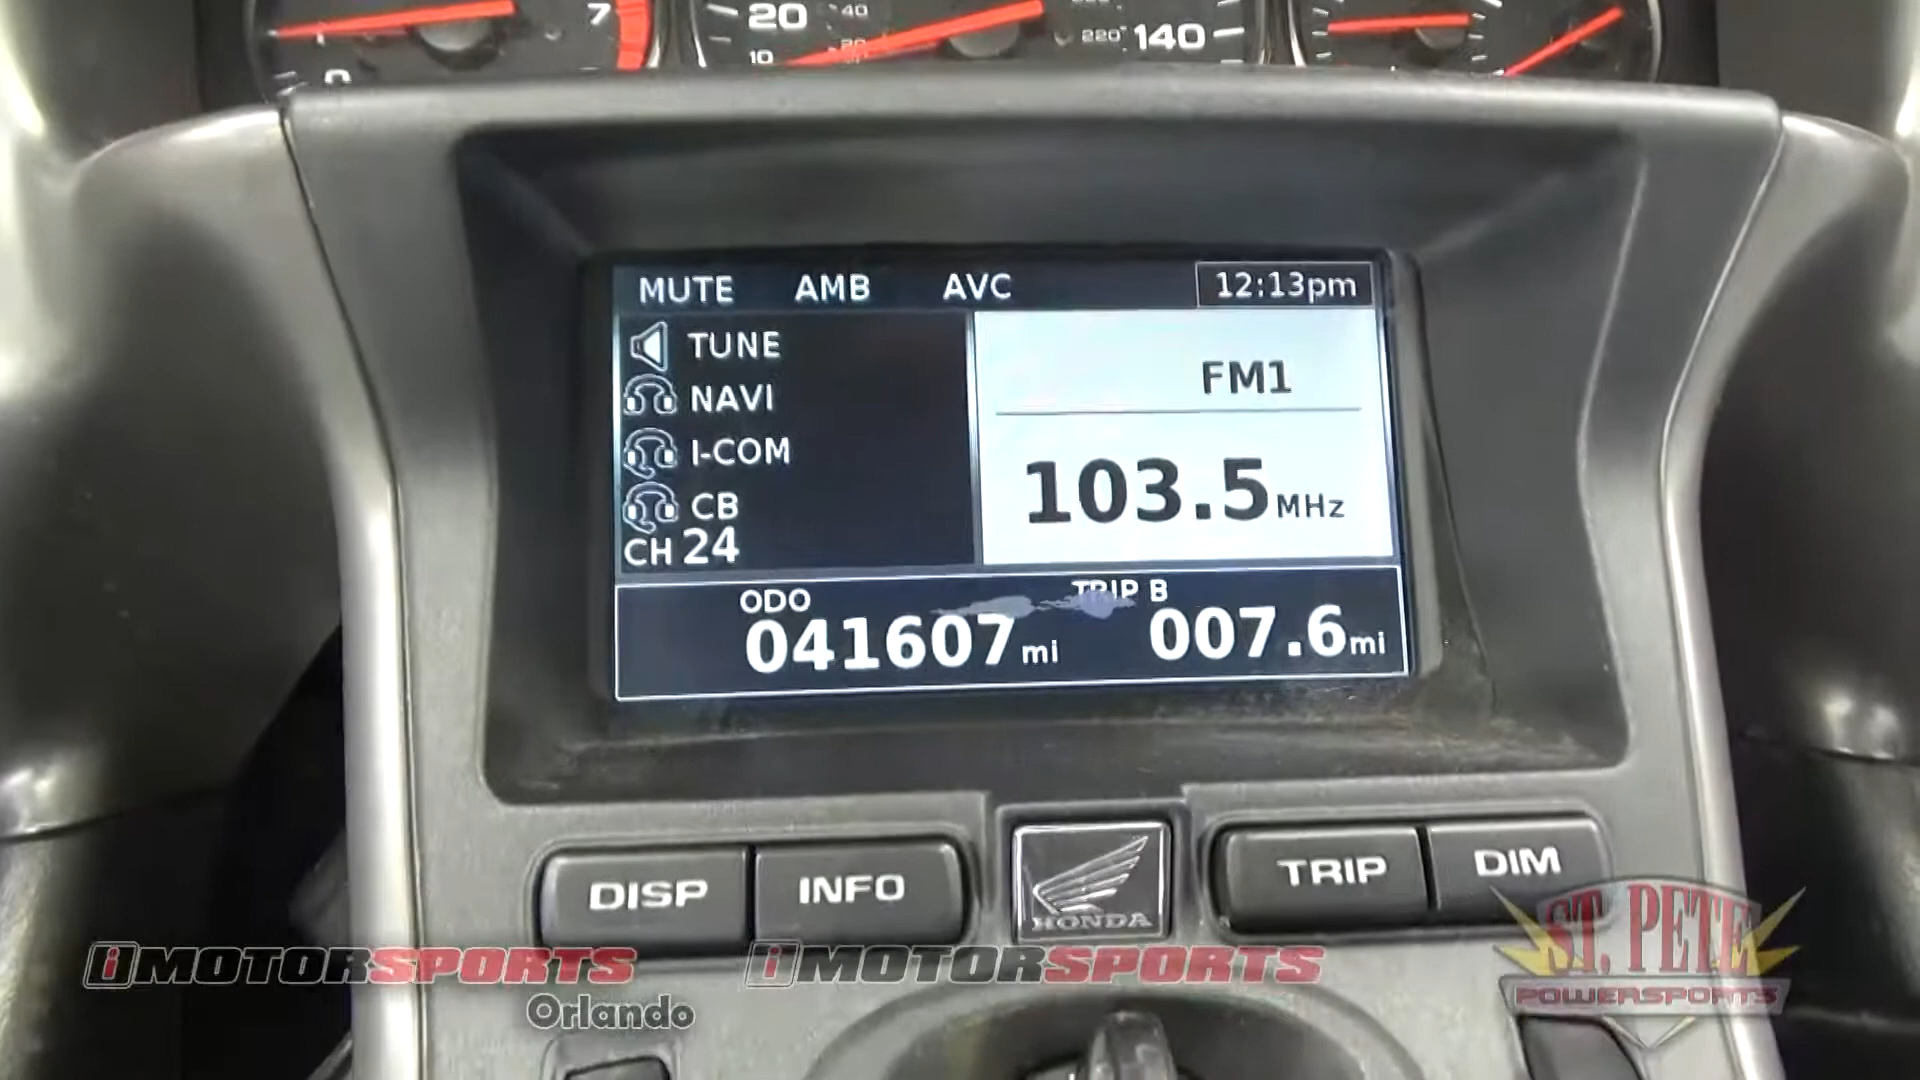 7
0
20
10
40
20
220
140
MUTE AMB AVC 12:13pm
TUNE
NAVI
I-COM
CB
CH 24
FM1
103.5 MHz
ODO
041607 mi
TRIP B
007.6 mi
DISP INFO
HONDA
TRIP DIM
iMOTORSPORTS
Orlando
iMOTORSPORTS
ST. PETE
POWERSPORTS